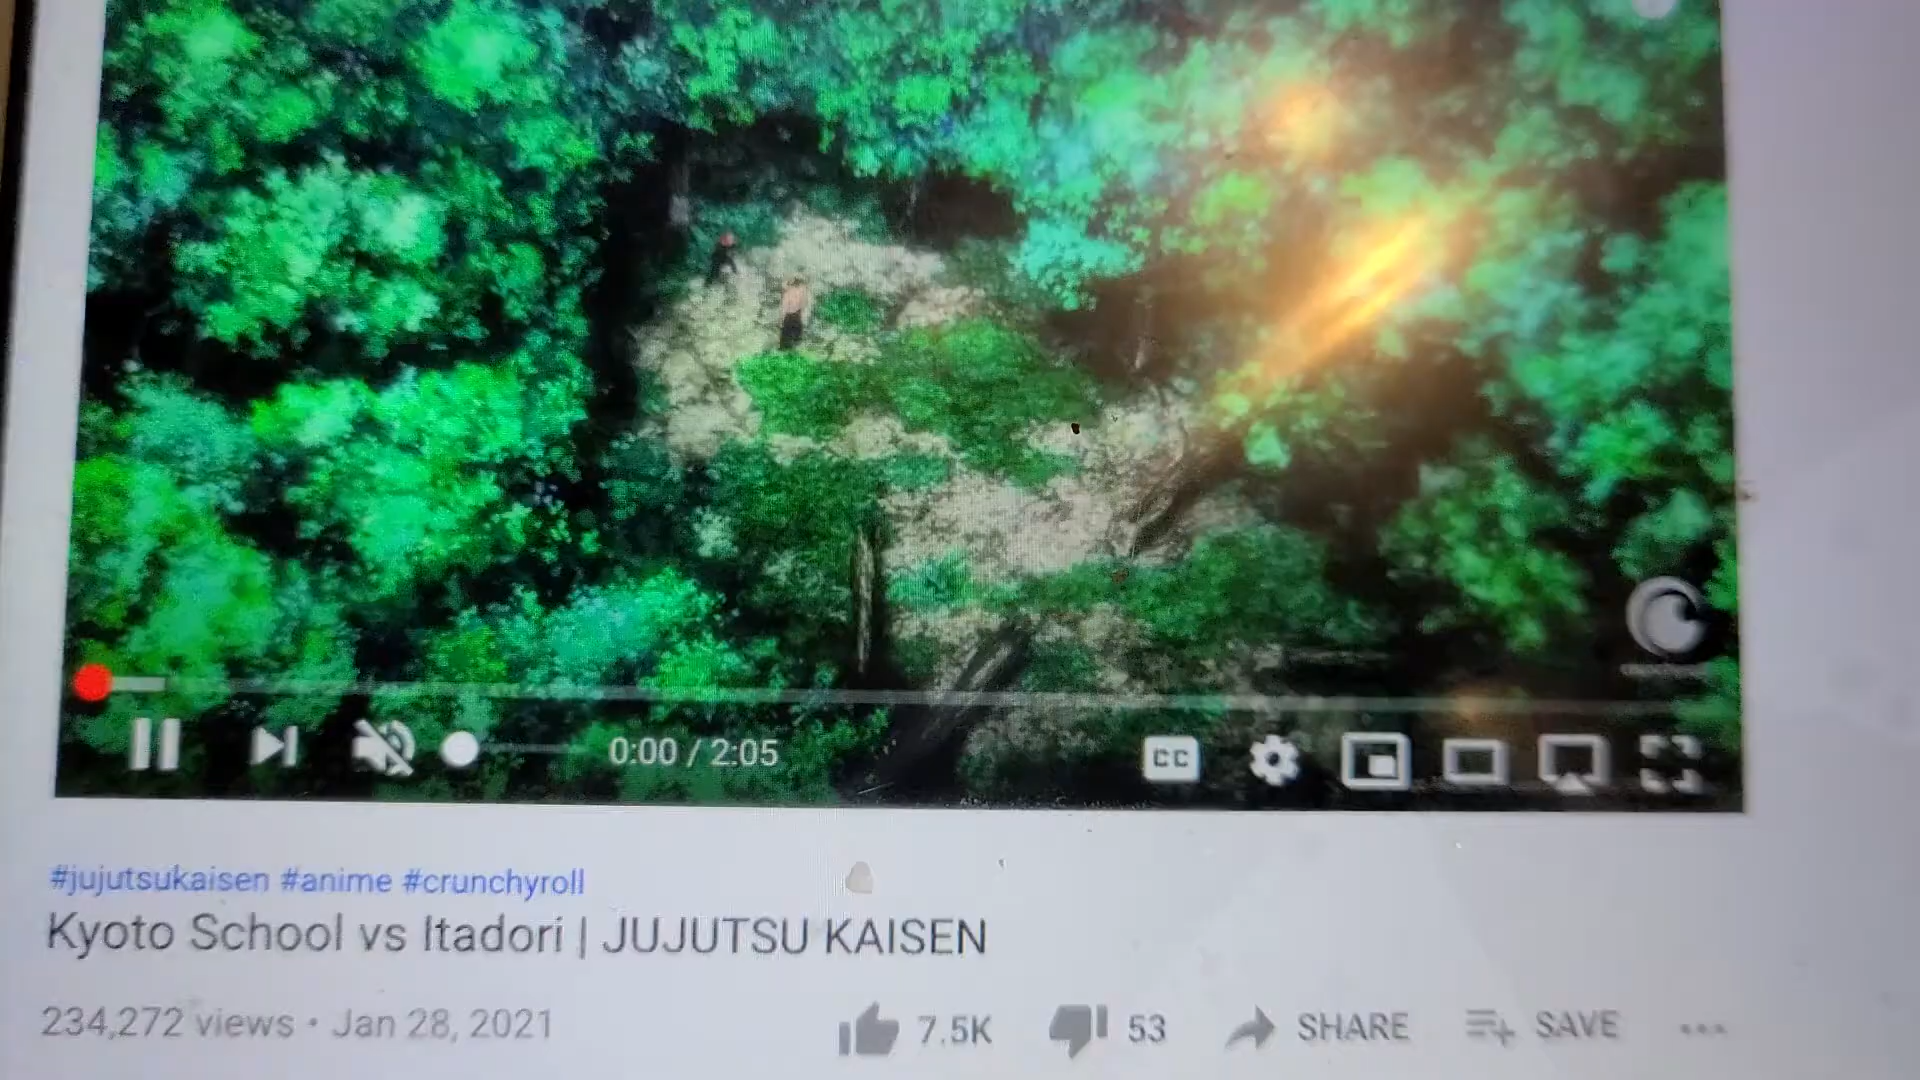 0:00 / 2:05
CC
#jujutsukaisen #anime #crunchyroll
Kyoto School vs Itadori | JUJUTSU KAISEN
234,272 views • Jan 28, 2021 7.5K 53 SHARE SAVE